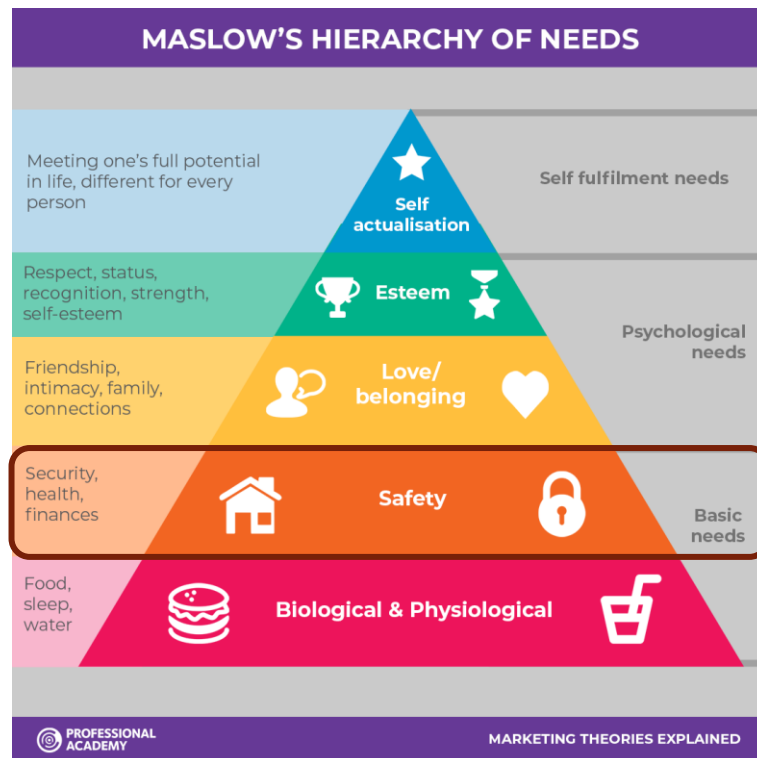 MASLOW'S HIERARCHY OF NEEDS
Meeting one's full potential
in life, different for every
person
Self
actualisation
Self fulfilment needs
Respect, status,
recognition, strength,
self-esteem
Esteem
Psychological
needs
Friendship,
intimacy, family,
connections
Love/
belonging
Security,
health,
finances
Safety
Basic
needs
Food,
sleep,
water
Biological & Physiological
PROFESSIONAL
ACADEMY
MARKETING THEORIES EXPLAINED